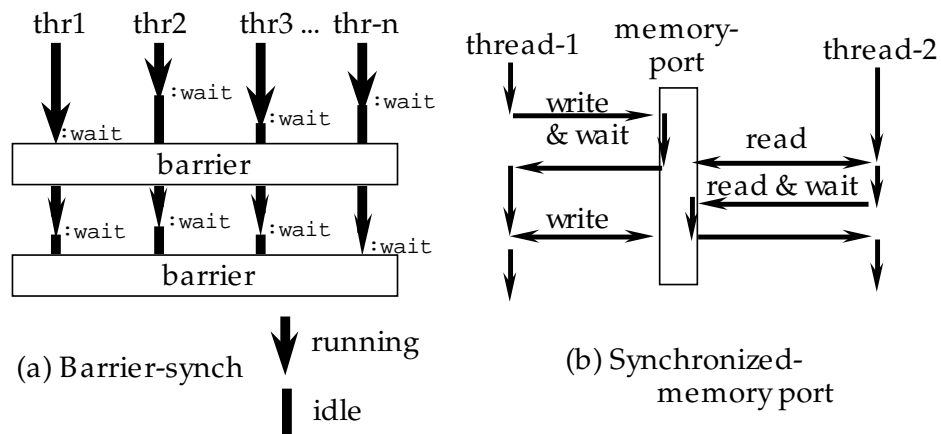 thr1 thr2 thr3 ... thr-n
:wait
:wait
:wait
:wait
barrier
:wait
:wait
:wait
:wait
barrier
running
(a) Barrier-synch
idle
thread-1
memory-
port
thread-2
write
& wait
read
read & wait
write
(b) Synchronized-
memory port